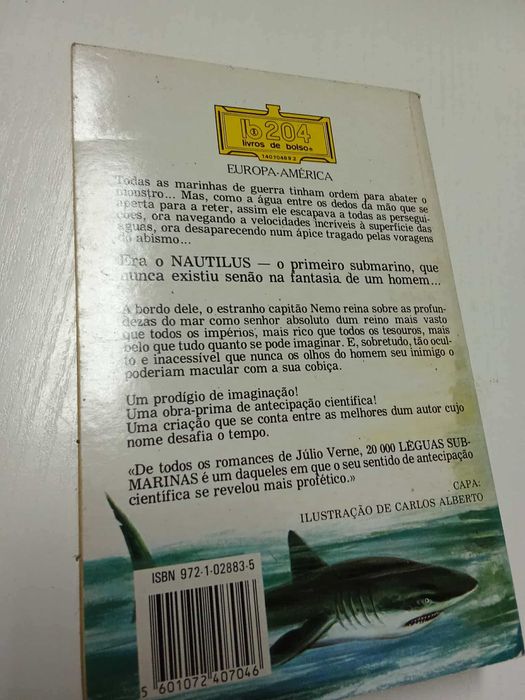 lb204
livros de bolso
EUROPA-AMÉRICA
Todas as marinhas de guerra tinham ordem para abater o
monstro... Mas, como a água entre os dedos da mão que se
aperta para a reter, assim ele escapava a todas as persegui-
ções, ora navegando a velocidades incríveis à superfície das
águas, ora desaparecendo num ápice tragado pelas voragens
do abismo...
Era o NAUTILUS — o primeiro submarino, que
nunca existiu senão na fantasia de um homem...
A bordo dele, o estranho capitão Nemo reina sobre as profun-
dezas do mar como senhor absoluto dum reino mais vasto
que todos os impérios, mais rico que todos os tesouros, mais
belo que tudo quanto se pode imaginar. E, sobretudo, tão ocul-
to e inacessível que nunca os olhos do homem seu inimigo o
poderiam macular com a sua cobiça.
Um prodígio de imaginação!
Uma obra-prima de antecipação científica!
Uma criação que se conta entre as melhores dum autor cujo
nome desafia o tempo.
«De todos os romances de Júlio Verne, 20 000 LÉGUAS SUB-
MARINAS é um daqueles em que o seu sentido de antecipação
científica se revelou mais profético.»
CAPA:
ILUSTRAÇÃO DE CARLOS ALBERTO
ISBN 972-1-02883-5
5 601072 407046